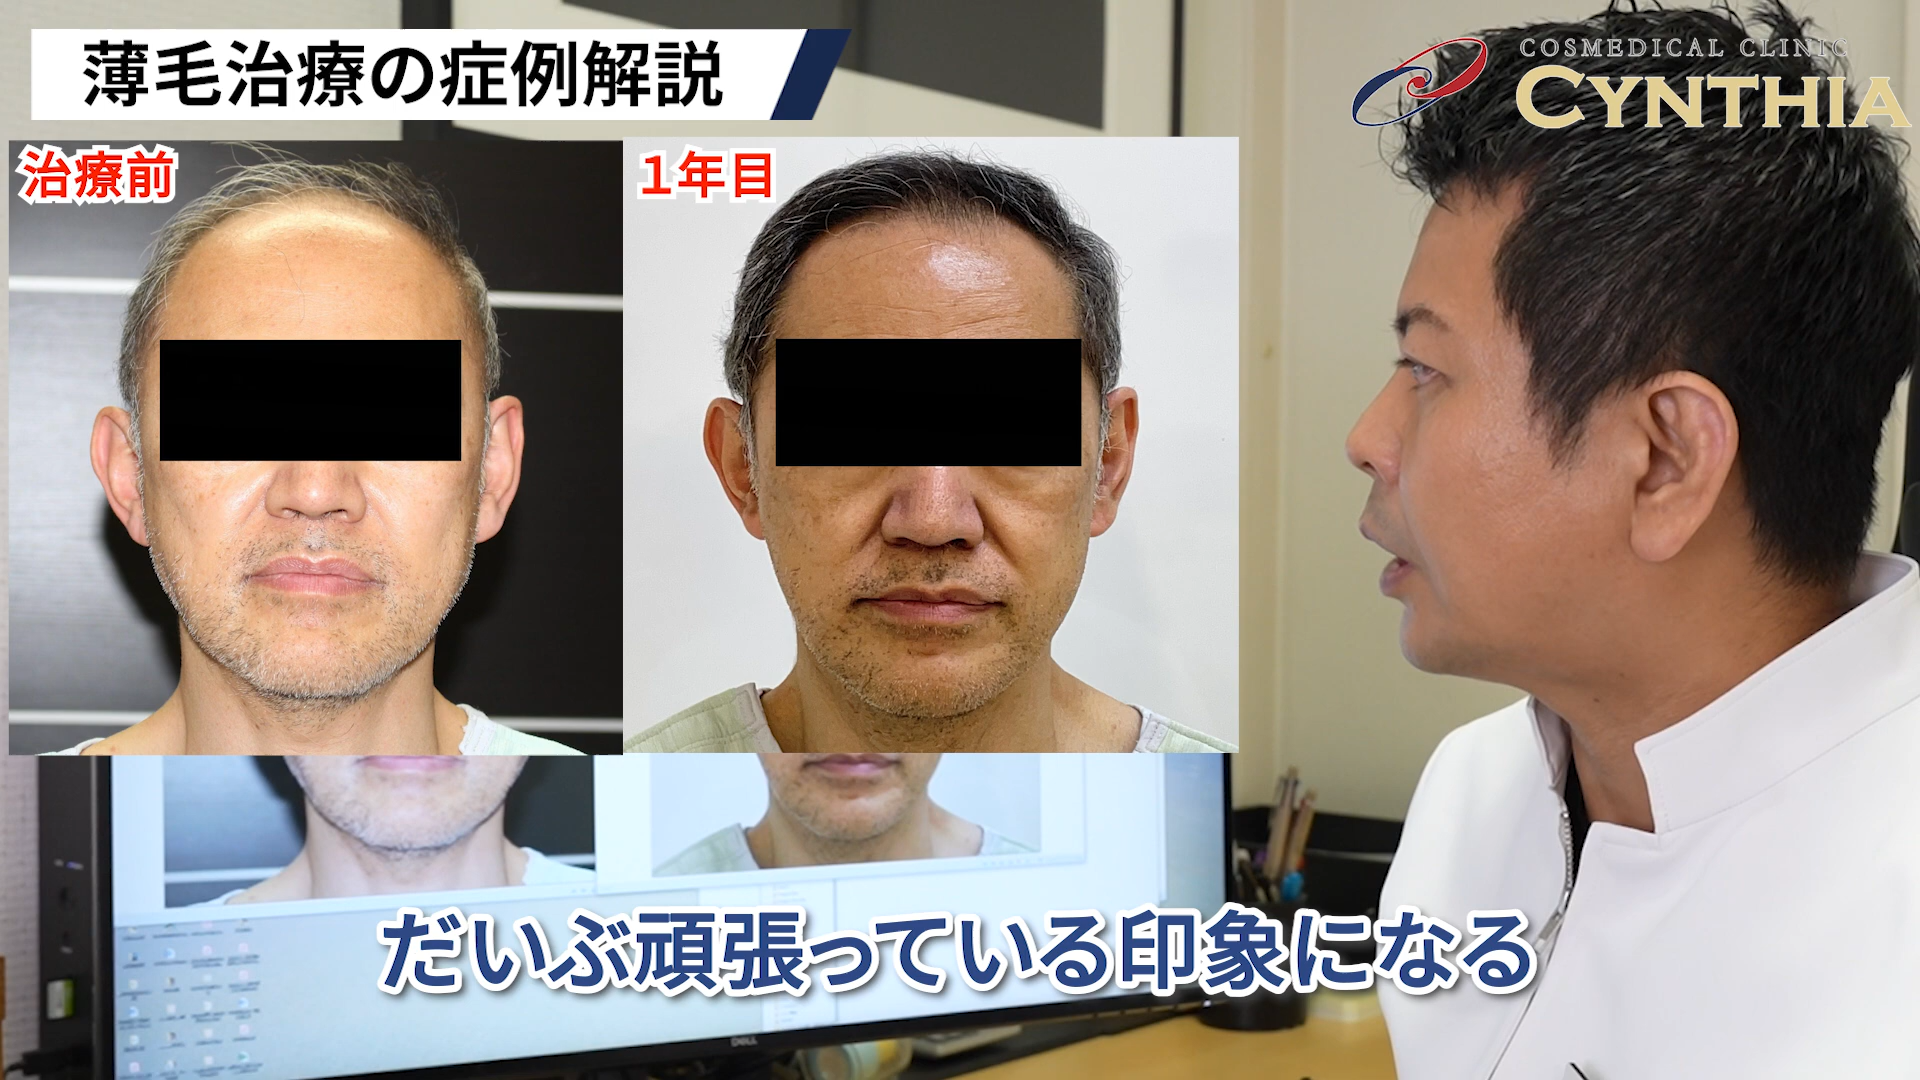 薄毛治療の症例解説
COSMEDICAL CLINIC
CYNTHIA
治療前
1年目
だいぶ頑張っている印象になる
DELL